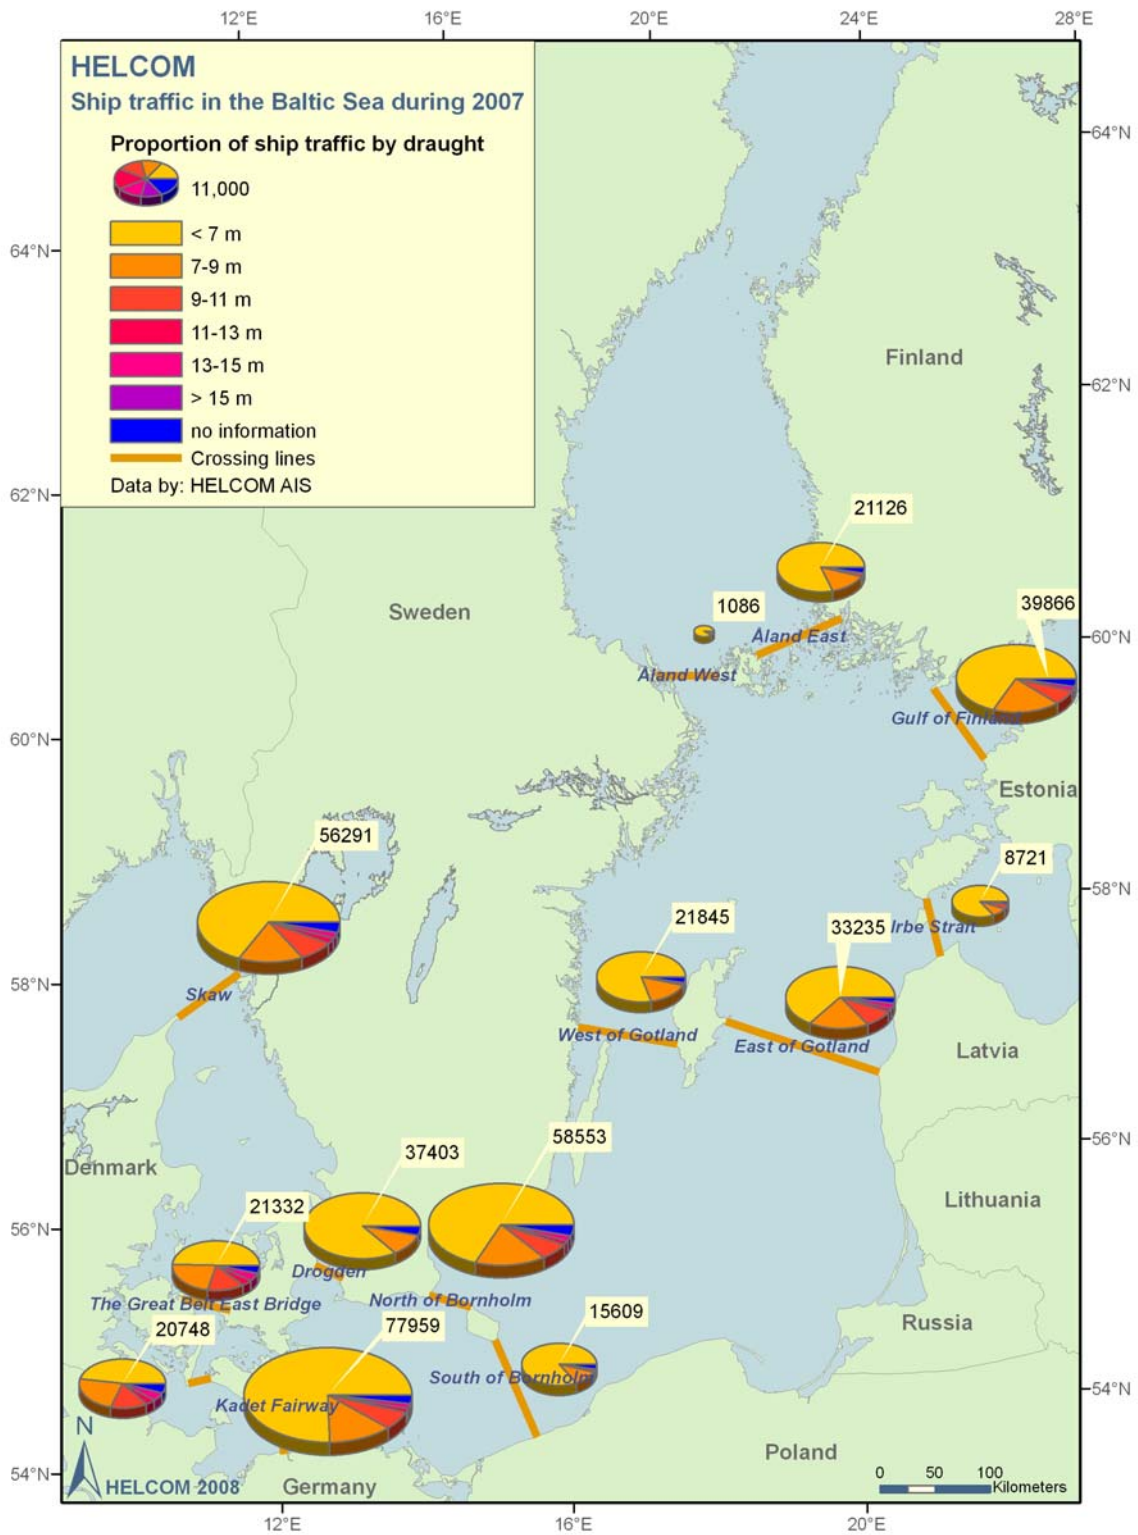 12°E 16°E 20°E 24°E 28°E
HELCOM
Ship traffic in the Baltic Sea during 2007
Proportion of ship traffic by draught
11,000
< 7 m
7-9 m
9-11 m
11-13 m
13-15 m
> 15 m
no information
Crossing lines
Data by: HELCOM AIS
64°N
64°N
Finland
62°N
62°N
21126
Sweden
1086
39866
Åland East
60°N
Åland West
Gulf of Finland
60°N
Estonia
56291
8721
58°N
21845
33235
Irbe Strait
58°N
Skaw
West of Gotland
East of Gotland
Latvia
58553
56°N
37403
Denmark
Lithuania
21332
56°N
Drogden
North of Bornholm
The Great Belt East Bridge
15609
Russia
20748
77959
South of Bornholm
54°N
Kadet Fairway
N
Poland
54°N
HELCOM 2008
Germany
0 50 100
Kilometers
12°E 16°E 20°E